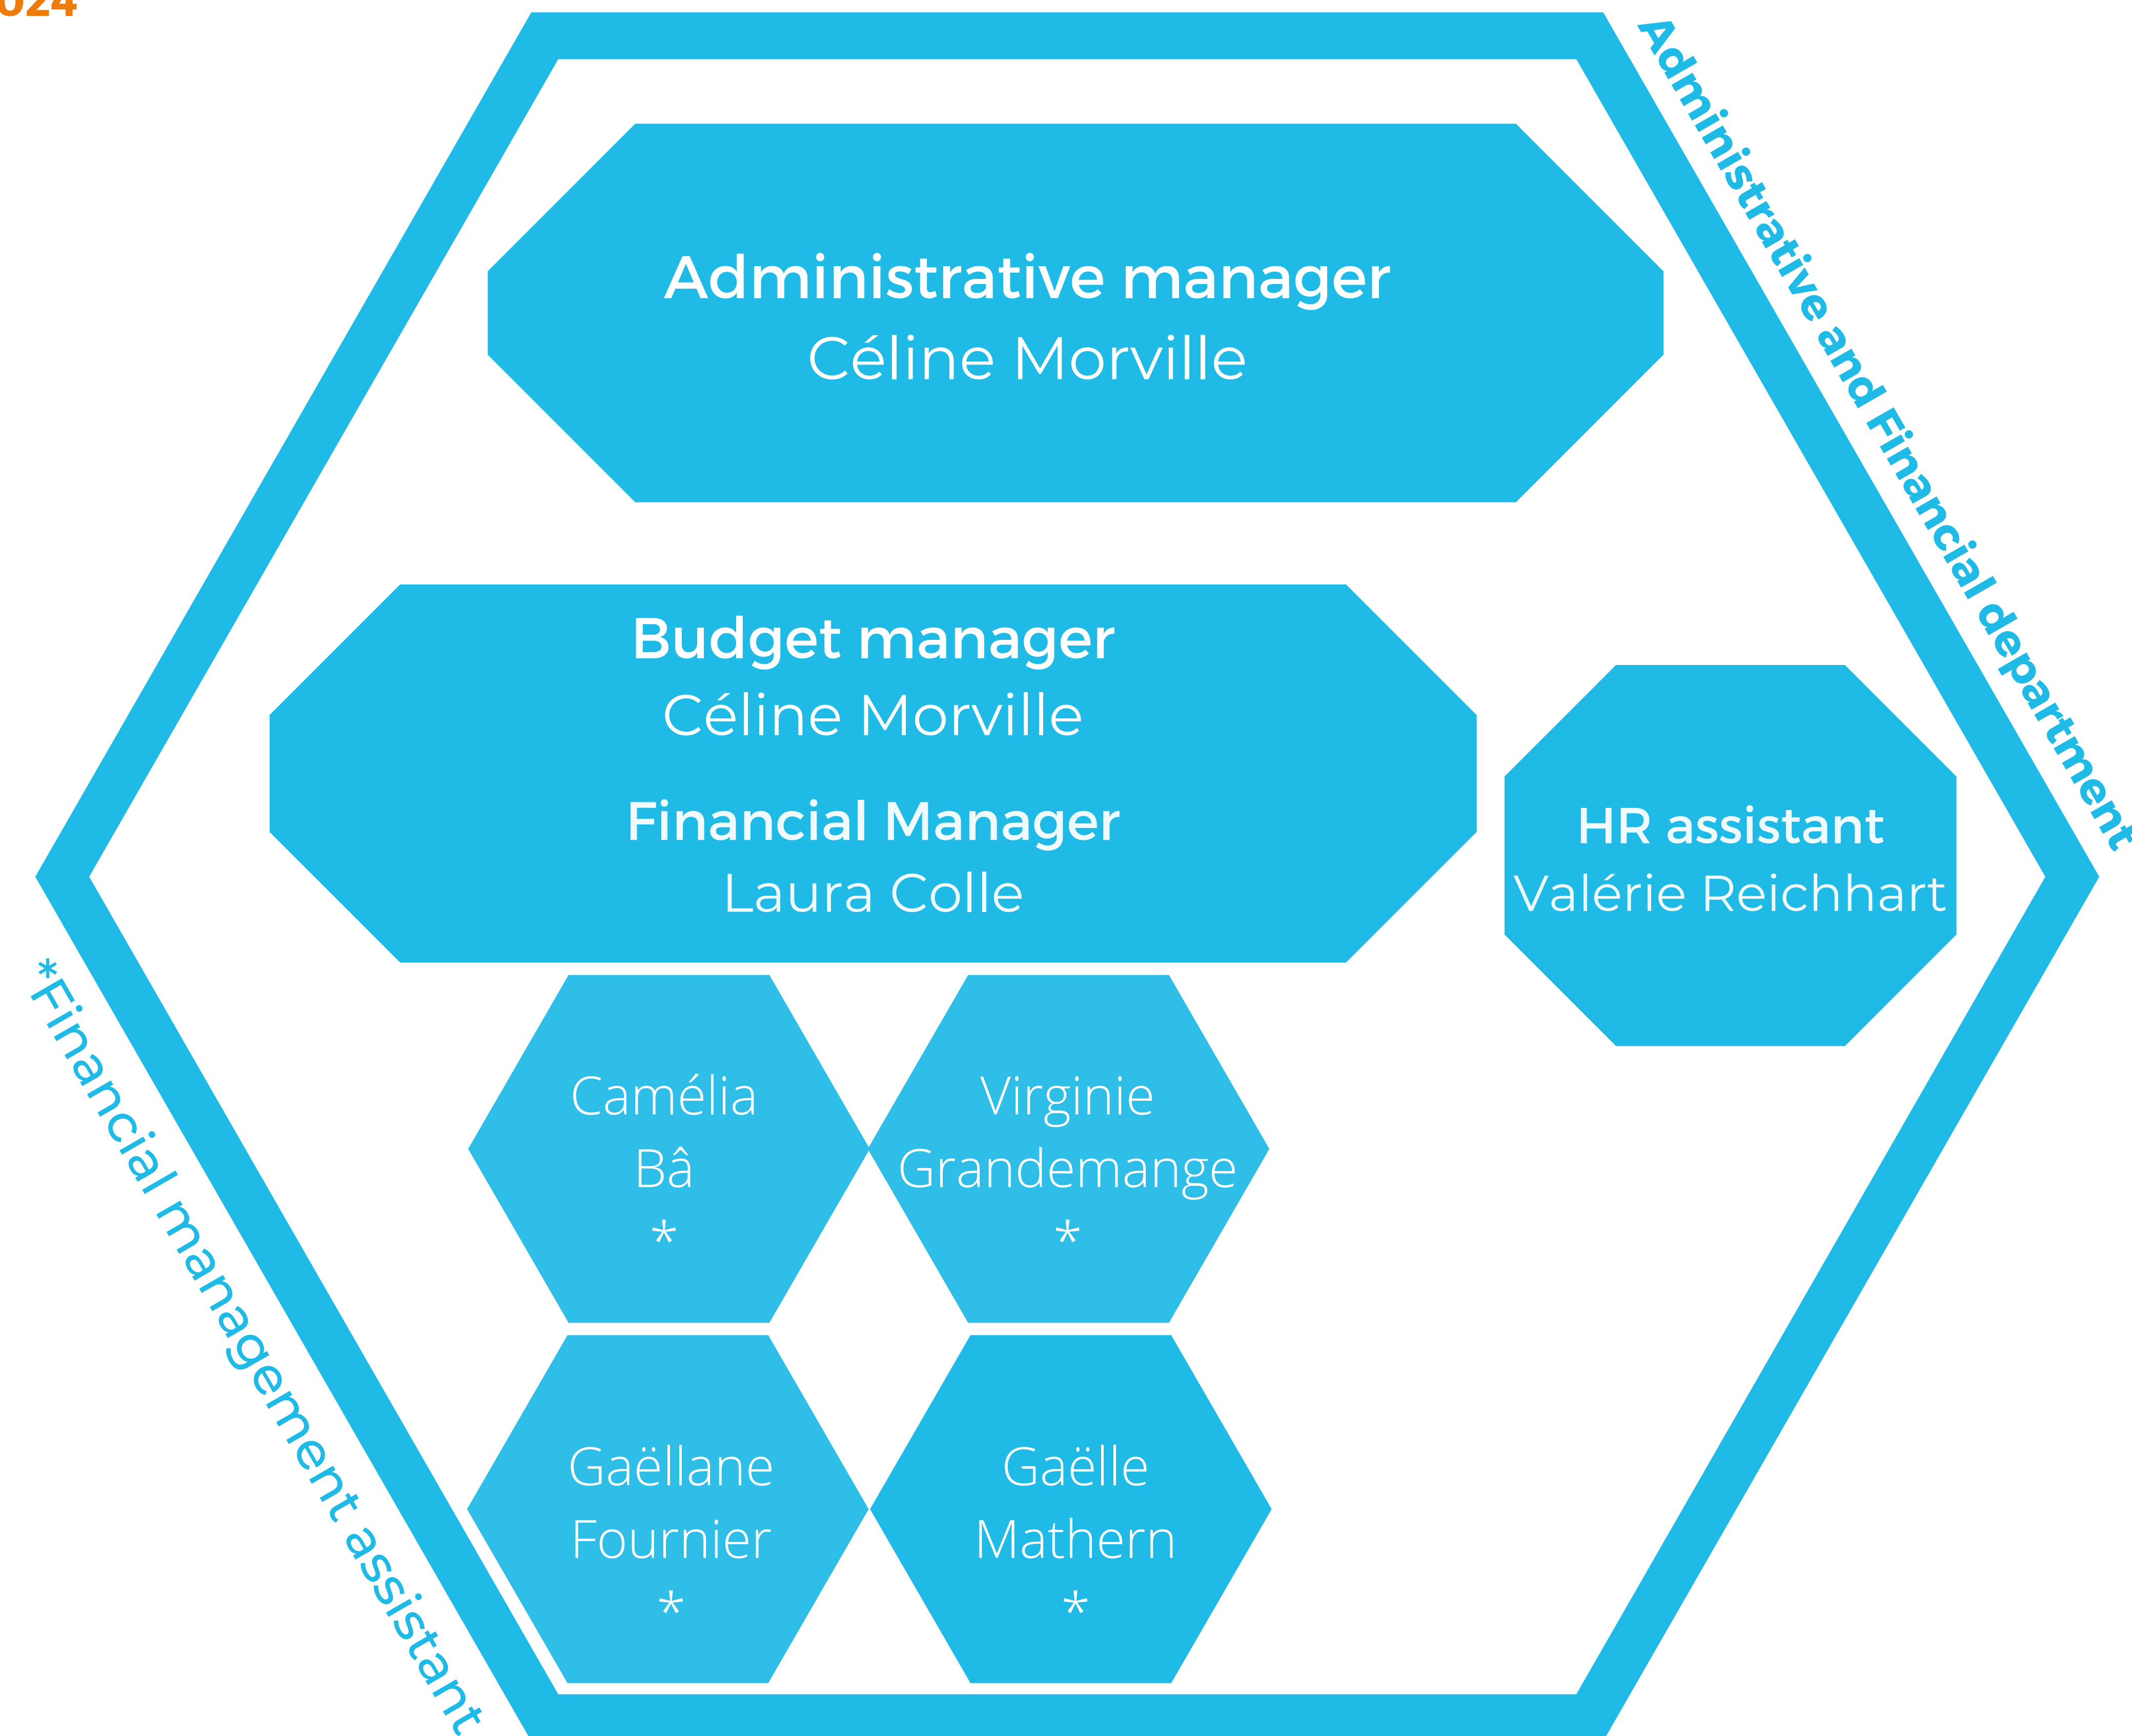 024
Administrative and Financial department
Administrative manager
Céline Morville
Budget manager
Céline Morville
Financial Manager
Laura Colle
HR assistant
Valérie Reichhart
Camélia
Bâ
*
Virginie
Grandemange
*
Gaëllane
Fournier
*
Gaëlle
Mathern
*
*Financial management assistant